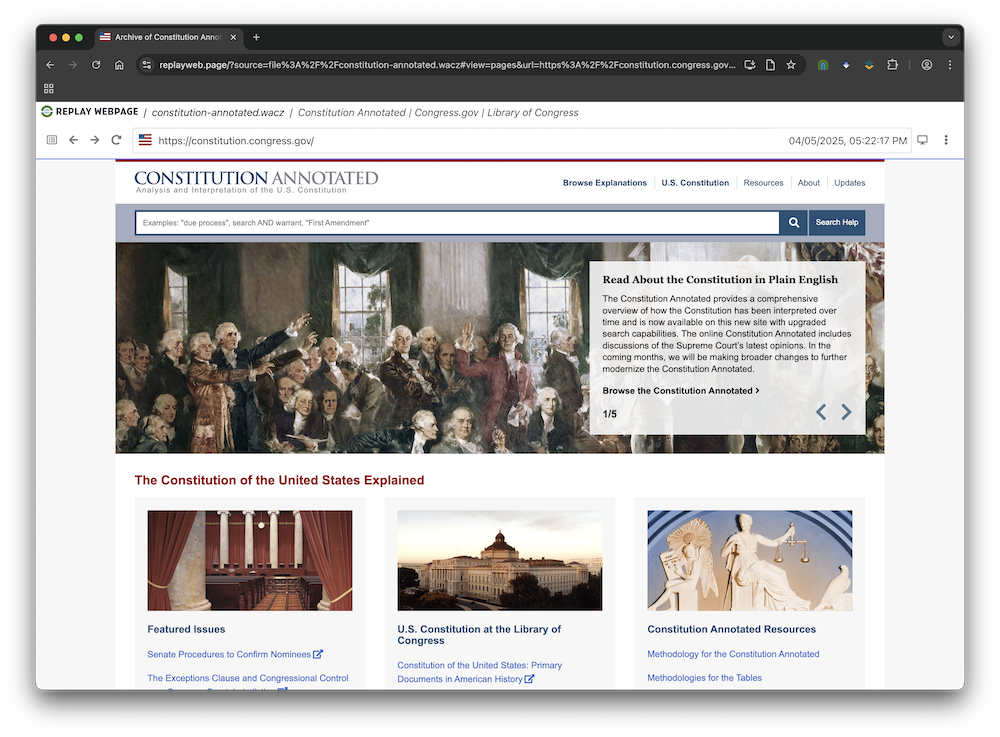 Archive of Constitution Anno
replayweb.page/?source=file%3A%2F%2Fconstitution-annotated.wacz#view=pages&url=https%3A%2F%2Fconstitution.congress.gov...
REPLAY WEBPAGE / constitution-annotated.wacz / Constitution Annotated | Congress.gov | Library of Congress
https://constitution.congress.gov/ 04/05/2025, 05:22:17 PM
CONSTITUTION ANNOTATED
Analysis and Interpretation of the U.S. Constitution
Browse Explanations U.S. Constitution Resources About Updates
Examples: "due process", search AND warrant, "First Amendment" Search Help
Read About the Constitution in Plain English
The Constitution Annotated provides a comprehensive
overview of how the Constitution has been interpreted over
time and is now available on this new site with upgraded
search capabilities. The online Constitution Annotated includes
discussions of the Supreme Court's latest opinions. In the
coming months, we will be making broader changes to further
modernize the Constitution Annotated.
Browse the Constitution Annotated >
1/5
The Constitution of the United States Explained
Featured Issues
Senate Procedures to Confirm Nominees
The Exceptions Clause and Congressional Control
U.S. Constitution at the Library of
Congress
Constitution of the United States: Primary
Documents in American History
Constitution Annotated Resources
Methodology for the Constitution Annotated
Methodologies for the Tables